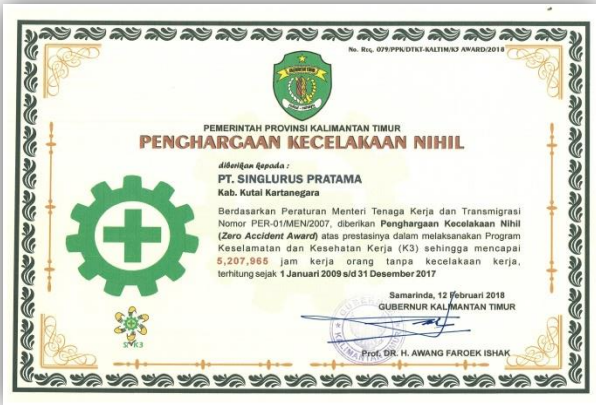 No. Reg. 079/PPK/DTKT-KALTIM/K3 AWARD/2018
PEMERINTAH PROVINSI KALIMANTAN TIMUR
PENGHARGAAN KECELAKAAN NIHIL
diberikan kepada :
PT. SINGLURUS PRATAMA
Kab. Kutai Kartanegara
Berdasarkan Peraturan Menteri Tenaga Kerja dan Transmigrasi
Nomor PER-01/MEN/2007, diberikan Penghargaan Kecelakaan Nihil
(Zero Accident Award) atas prestasinya dalam melaksanakan Program
Keselamatan dan Kesehatan Kerja (K3) sehingga mencapai
5,207,965 jam kerja orang tanpa kecelakaan kerja,
terhitung sejak 1 Januari 2009 s/d 31 Desember 2017
Samarinda, 12 Februari 2018
GUBERNUR KALIMANTAN TIMUR
Prof. DR. H. AWANG FAROEK ISHAK